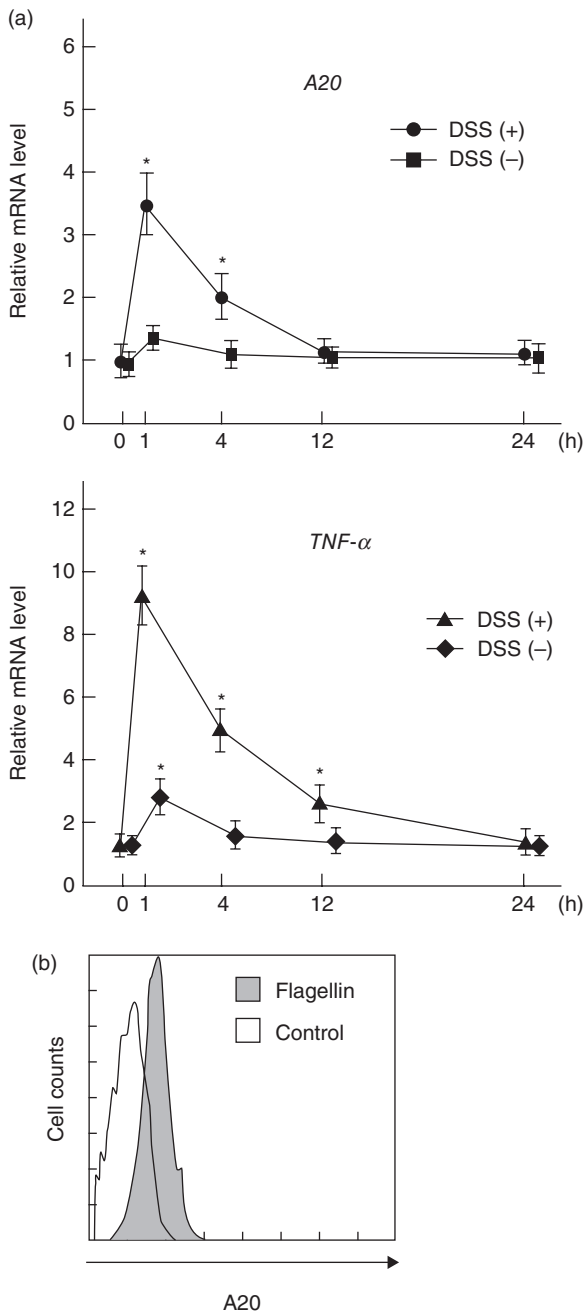 (a)
A20
DSS (+)
DSS (–)
Relative mRNA level
6
5
4
3
2
1
0
*
*
0 1 4 12 24 (h)
TNF-α
DSS (+)
DSS (–)
Relative mRNA level
12
10
8
6
4
2
0
*
*
*
*
0 1 4 12 24 (h)
(b)
Flagellin
Control
Cell counts
A20